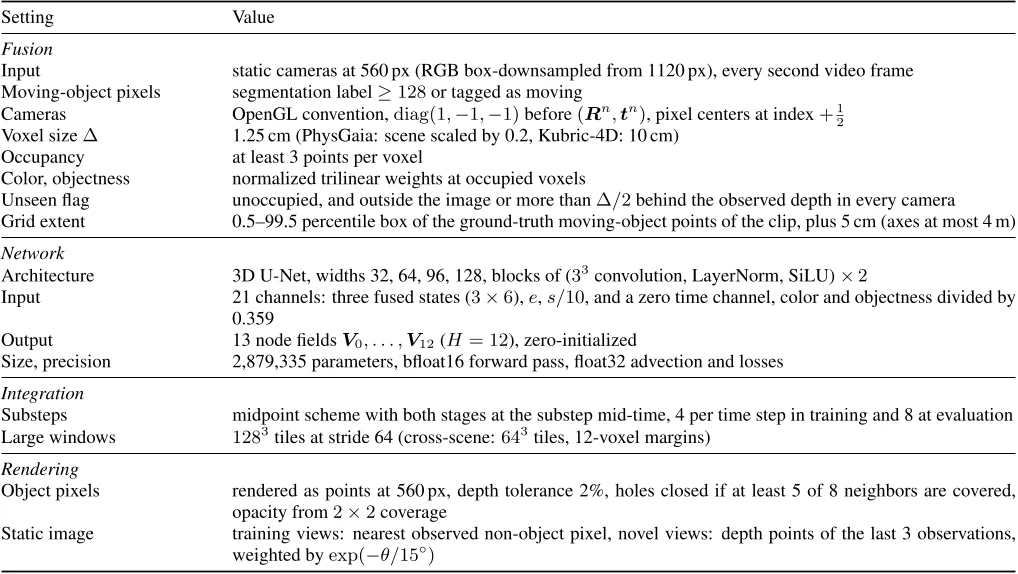 Setting Value
Fusion
Input static cameras at 560 px (RGB box-downsampled from 1120 px), every second video frame
Moving-object pixels segmentation label ≥ 128 or tagged as moving
Cameras OpenGL convention, diag(1, −1, −1) before (Rⁿ, tⁿ), pixel centers at index +½
Voxel size Δ 1.25 cm (PhysGaia: scene scaled by 0.2, Kubric-4D: 10 cm)
Occupancy at least 3 points per voxel
Color, objectness normalized trilinear weights at occupied voxels
Unseen flag unoccupied, and outside the image or more than Δ/2 behind the observed depth in every camera
Grid extent 0.5–99.5 percentile box of the ground-truth moving-object points of the clip, plus 5 cm (axes at most 4 m)
Network
Architecture 3D U-Net, widths 32, 64, 96, 128, blocks of (3³ convolution, LayerNorm, SiLU) × 2
Input 21 channels: three fused states (3 × 6), e, s/10, and a zero time channel, color and objectness divided by
0.359
Output 13 node fields V₀, . . . , V₁₂ (H = 12), zero-initialized
Size, precision 2,879,335 parameters, bfloat16 forward pass, float32 advection and losses
Integration
Substeps midpoint scheme with both stages at the substep mid-time, 4 per time step in training and 8 at evaluation
Large windows 128³ tiles at stride 64 (cross-scene: 64³ tiles, 12-voxel margins)
Rendering
Object pixels rendered as points at 560 px, depth tolerance 2%, holes closed if at least 5 of 8 neighbors are covered,
opacity from 2 × 2 coverage
Static image training views: nearest observed non-object pixel, novel views: depth points of the last 3 observations,
weighted by exp(−θ/15°)